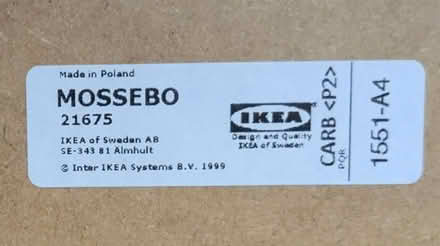 Made in Poland
MOSSEBO
21675
IKEA of Sweden AB
SE-343 81 Älmhult
© Inter IKEA Systems B.V. 1999
IKEA®
Design and Quality
IKEA of Sweden
CARB <P2>
PQR
1551-A4